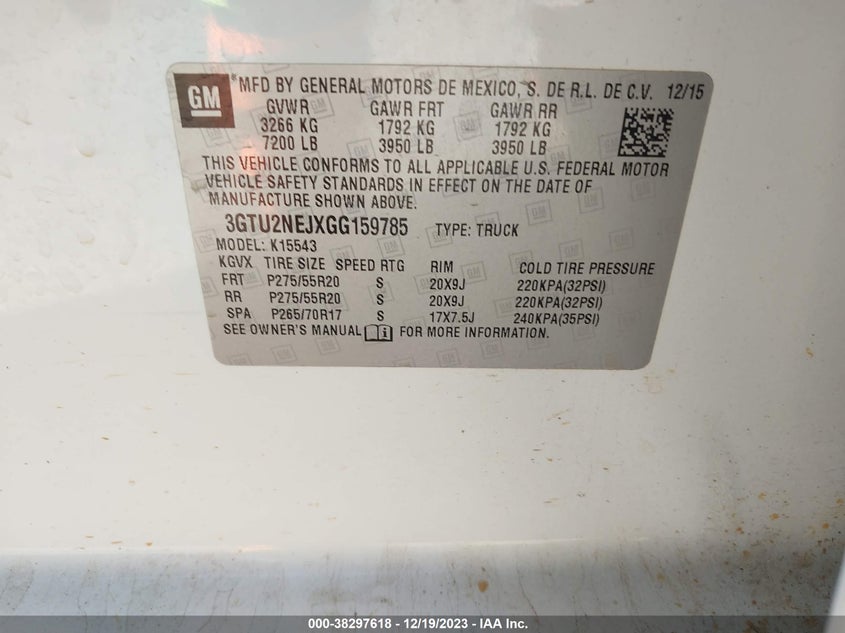 GM
*MFD BY GENERAL MOTORS DE MEXICO, S. DE R.L. DE C.V. 12/15
GVWR GAWR FRT GAWR RR
3266 KG 1792 KG 1792 KG
7200 LB 3950 LB 3950 LB
THIS VEHICLE CONFORMS TO ALL APPLICABLE U.S. FEDERAL MOTOR
VEHICLE SAFETY STANDARDS IN EFFECT ON THE DATE OF
MANUFACTURE SHOWN ABOVE.
3GTU2NEJXGG159785 TYPE: TRUCK
MODEL: K15543
KGVX TIRE SIZE SPEED RTG RIM COLD TIRE PRESSURE
FRT P275/55R20 S 20X9J 220KPA(32PSI)
RR P275/55R20 S 20X9J 220KPA(32PSI)
SPA P265/70R17 S 17X7.5J 240KPA(35PSI)
SEE OWNER'S MANUAL i FOR MORE INFORMATION.
000-38297618 - 12/19/2023 - IAA Inc.